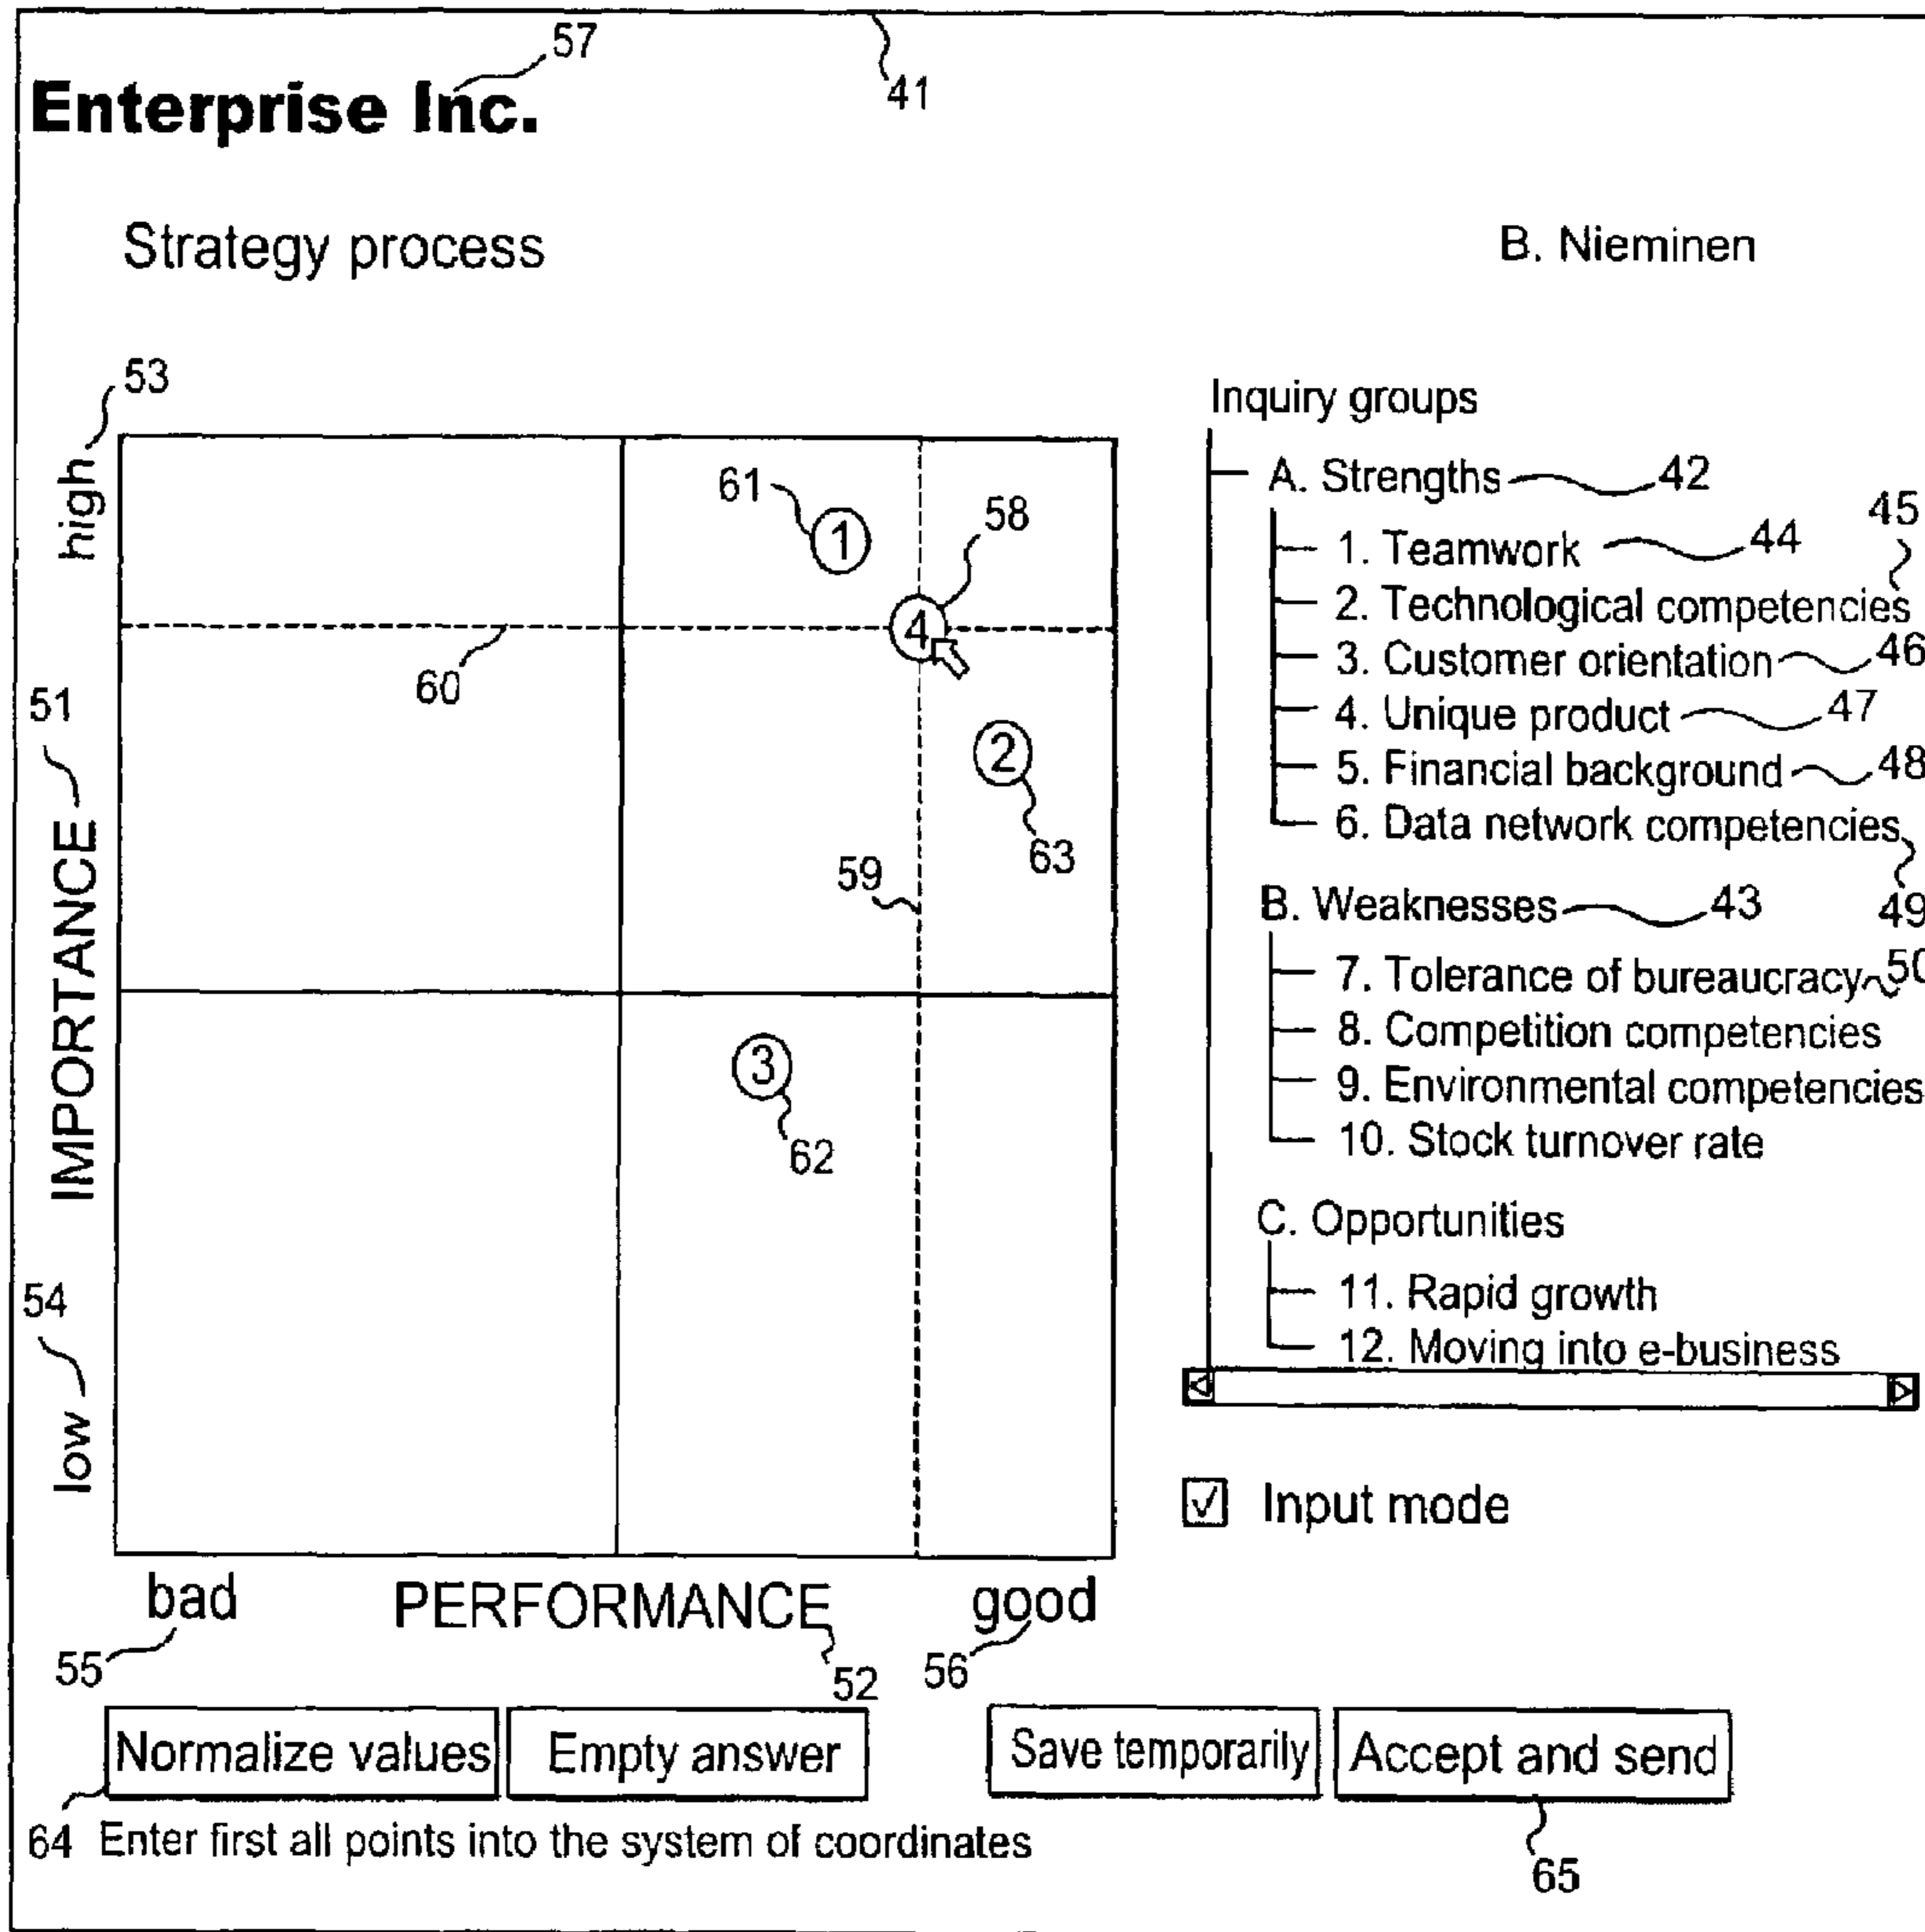 57
41
Enterprise Inc.
Strategy process
B. Nieminen
53
high
51
IMPORTANCE
54
low
61
1
58
4
60
2
63
59
3
62
bad
PERFORMANCE
good
55
52
56
Inquiry groups
A. Strengths 42
45
1. Teamwork 44
2. Technological competencies
3. Customer orientation 46
4. Unique product 47
5. Financial background 48
6. Data network competencies
49
B. Weaknesses 43
7. Tolerance of bureaucracy 50
8. Competition competencies
9. Environmental competencies
10. Stock turnover rate
C. Opportunities
11. Rapid growth
12. Moving into e-business
Input mode
Normalize values
Empty answer
Save temporarily
Accept and send
64 Enter first all points into the system of coordinates
65